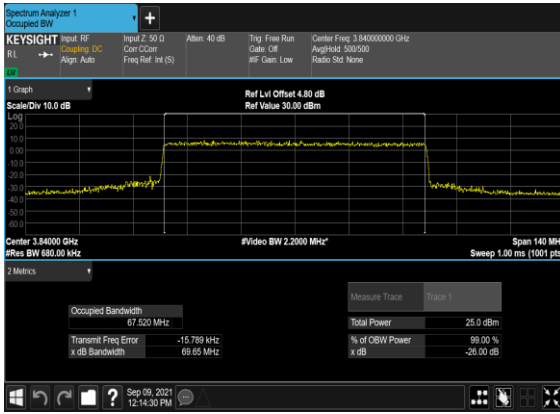 Spectrum Analyzer 1
Occupied BW
KEYSIGHT
RL
Input: RF
Coupling: DC
Align: Auto
Input Z: 50 Ω
Corr CCorr
Freq Ref: Int (S)
Atten: 40 dB
Trig: Free Run
Gate: Off
#IF Gain: Low
Center Freq: 3.840000000 GHz
Avg|Hold: 500/500
Radio Std: None
1 Graph
Scale/Div 10.0 dB
Ref Lvl Offset 4.80 dB
Ref Value 30.00 dBm
Log
20.0
10.0
0.00
-10.0
-20.0
-30.0
-40.0
-50.0
-60.0
Center 3.84000 GHz
#Res BW 680.00 kHz
#Video BW 2.2000 MHz*
Span 140 MH
Sweep 1.00 ms (1001 pts
2 Metrics
Measure Trace
Trace 1
Occupied Bandwidth
67.520 MHz
Total Power
25.0 dBm
Transmit Freq Error
-15.789 kHz
% of OBW Power
99.00 %
x dB Bandwidth
69.65 MHz
x dB
-26.00 dB
?
Sep 09, 2021
12:14:30 PM